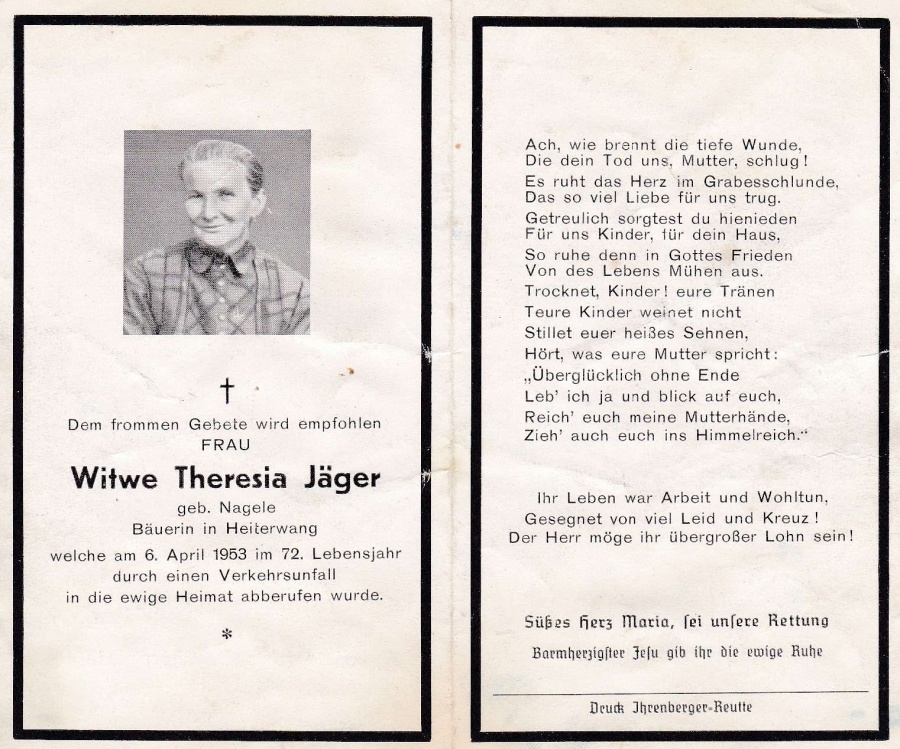 †
Dem frommen Gebete wird empfohlen
FRAU
Witwe Theresia Jäger
geb. Nagele
Bäuerin in Heiterwang
welche am 6. April 1953 im 72. Lebensjahr
durch einen Verkehrsunfall
in die ewige Heimat abberufen wurde.
*
Ach, wie brennt die tiefe Wunde,
Die dein Tod uns, Mutter, schlug!
Es ruht das Herz im Grabesschlunde,
Das so viel Liebe für uns trug.
Getreulich sorgtest du hienieden
Für uns Kinder, für dein Haus,
So ruhe denn in Gottes Frieden
Von des Lebens Mühen aus.
Trocknet, Kinder! eure Tränen
Teure Kinder weinet nicht
Stillet euer heißes Sehnen,
Hört, was eure Mutter spricht:
„Überglücklich ohne Ende
Leb' ich ja und blick auf euch,
Reich' euch meine Mutterhände,
Zieh' auch euch ins Himmelreich."
Ihr Leben war Arbeit und Wohltun,
Gesegnet von viel Leid und Kreuz!
Der Herr möge ihr übergroßer Lohn sein!
Süßes Herz Maria, sei unsere Rettung
Barmherzigster Jesu gib ihr die ewige Ruhe
Druck Ihrenberger-Reutte